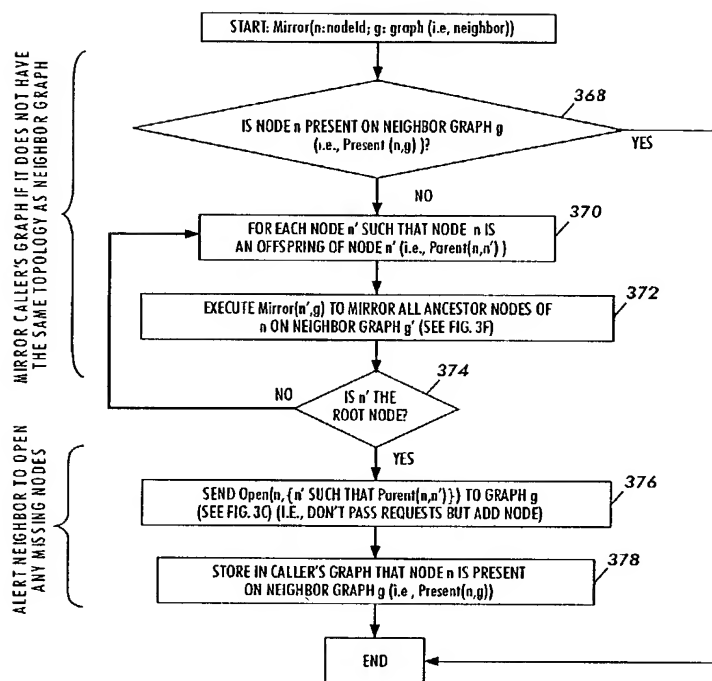 START: Mirror(n:nodeId; g: graph (i.e, neighbor))
368
IS NODE n PRESENT ON NEIGHBOR GRAPH g
(i.e., Present (n,g) )?
YES
NO
370
FOR EACH NODE n' SUCH THAT NODE n IS
AN OFFSPRING OF NODE n' (i.e., Parent(n,n') )
372
EXECUTE Mirror(n',g) TO MIRROR ALL ANCESTOR NODES OF
n ON NEIGHBOR GRAPH g' (SEE FIG. 3F)
374
NO
IS n' THE
ROOT NODE?
YES
376
SEND Open(n,{n' SUCH THAT Parent(n,n')}) TO GRAPH g
(SEE FIG. 3C) (I.E., DON'T PASS REQUESTS BUT ADD NODE)
378
STORE IN CALLER'S GRAPH THAT NODE n IS PRESENT
ON NEIGHBOR GRAPH g (i.e , Present(n,g))
END
MIRROR CALLER'S GRAPH IF IT DOES NOT HAVE
THE SAME TOPOLOGY AS NEIGHBOR GRAPH
ALERT NEIGHBOR TO OPEN
ANY MISSING NODES